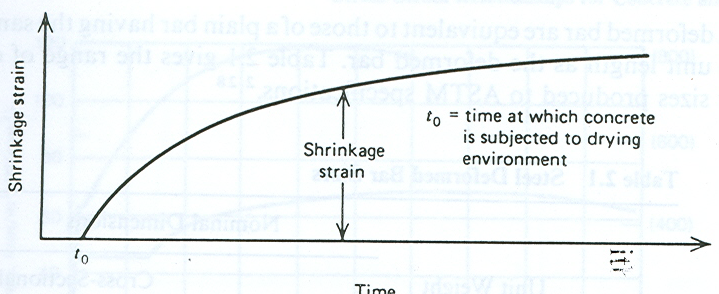 deformed bar are equivalent to those of a plain bar having the
unit length as the deformed bar. Table 2.1 gives the range of
sizes produced to ASTM specifications.
Shrinkage strain
t₀ = time at which concrete
is subjected to drying
environment
Shrinkage
strain
Table 2.1 Steel Deformed Bar
Nominal Dimensions
t₀
Unit Weight
Cross-Sectional
Time